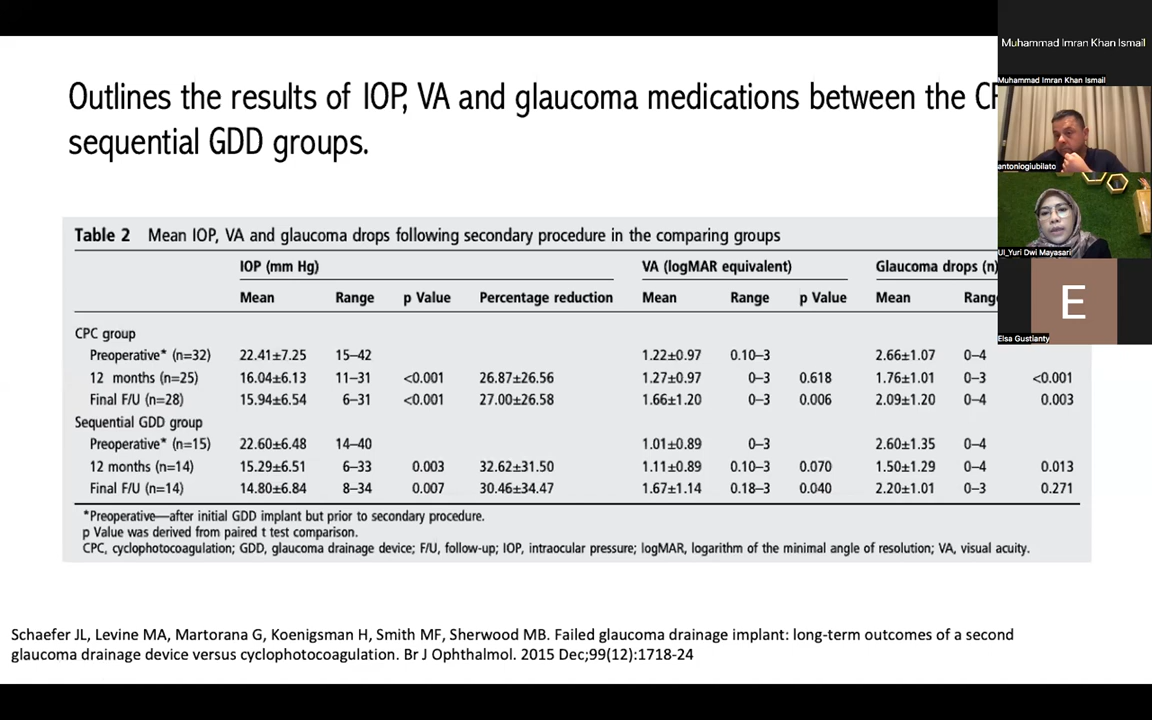 Outlines the results of IOP, VA and glaucoma medications between the
sequential GDD groups.
Table 2 Mean IOP, VA and glaucoma drops following secondary procedure in the comparing groups
IOP (mm Hg) VA (logMAR equivalent) Glaucoma drops (n)
Mean Range p Value Percentage reduction Mean Range p Value Mean
CPC group
Preoperative* (n=32) 22.41±7.25 15–42 1.22±0.97 0.10–3 2.66±1.07 0–4
12 months (n=25) 16.04±6.13 11–31 <0.001 26.87±26.56 1.27±0.97 0–3 0.618 1.76±1.01 0–3 <0.001
Final F/U (n=28) 15.94±6.54 6–31 <0.001 27.00±26.58 1.66±1.20 0–3 0.006 2.09±1.20 0–4 0.003
Sequential GDD group
Preoperative* (n=15) 22.60±6.48 14–40 1.01±0.89 0–3 2.60±1.35 0–4
12 months (n=14) 15.29±6.51 6–33 0.003 32.62±31.50 1.11±0.89 0.10–3 0.070 1.50±1.29 0–4 0.013
Final F/U (n=14) 14.80±6.84 8–34 0.007 30.46±34.47 1.67±1.14 0.18–3 0.040 2.20±1.01 0–3 0.271
*Preoperative—after initial GDD implant but prior to secondary procedure.
p Value was derived from paired t test comparison.
CPC, cyclophotocoagulation; GDD, glaucoma drainage device; F/U, follow-up; IOP, intraocular pressure; logMAR, logarithm of the minimal angle of resolution; VA, visual acuity.
Schaefer JL, Levine MA, Martorana G, Koenigsman H, Smith MF, Sherwood MB. Failed glaucoma drainage implant: long-term outcomes of a second
glaucoma drainage device versus cyclophotocoagulation. Br J Ophthalmol. 2015 Dec;99(12):1718-24
Muhammad Imran Khan Ismail
Muhammad Imran Khan Ismail
antoniogiubilato
UI_Yuri Dwi Mayasari
E
Elsa Gustianty